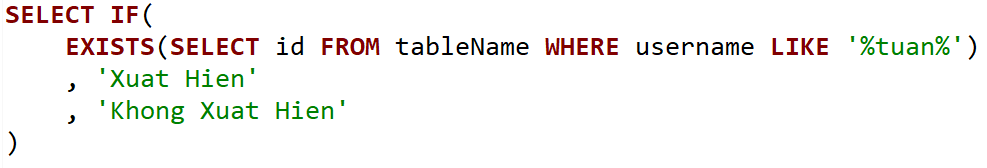 SELECT IF(
    EXISTS(SELECT id FROM tableName WHERE username LIKE '%tuan%')
    , 'Xuat Hien'
    , 'Khong Xuat Hien'
)